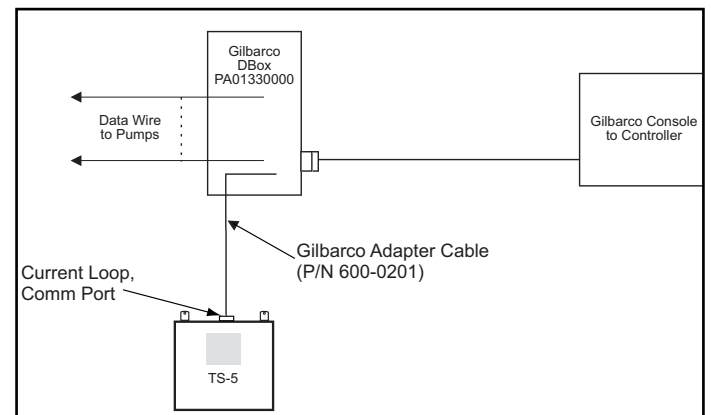 Gilbarco
DBox
PA01330000
Data Wire
to Pumps
Gilbarco Console
to Controller
Gilbarco Adapter Cable
(P/N 600-0201)
Current Loop,
Comm Port
TS-5